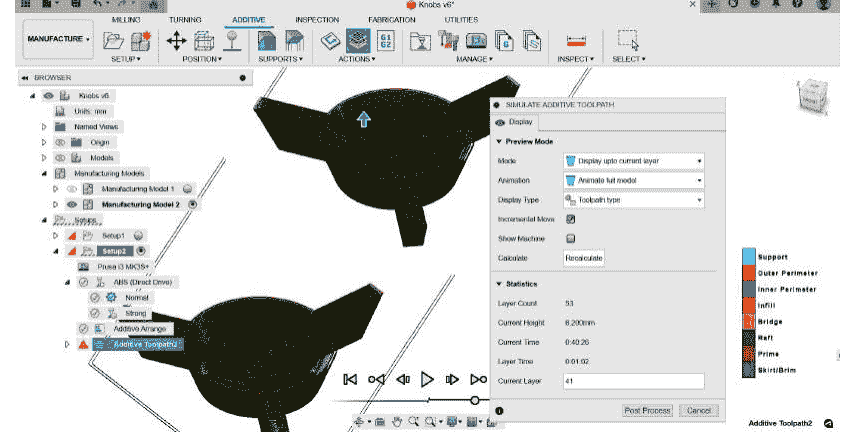 Knobs v6*
MILLING TURNING ADDITIVE INSPECTION FABRICATION UTILITIES
MANUFACTURE
G1
G2
SETUP POSITION SUPPORTS ACTIONS MANAGE INSPECT SELECT
BROWSER
Knobs v6
Units: mm
Named Views
Origin
Models
Manufacturing Models
Manufacturing Model 1
Manufacturing Model 2
Setups
Setup1
Setup2
Prusa i3 MK3S+
ABS (Direct Drive)
Normal
Strong
Additive Arrange
Additive Toolpath2
SIMULATE ADDITIVE TOOLPATH
Display
Preview Mode
Mode Display upto current layer
Animation Animate full model
Display Type Toolpath type
Incremental Move
Show Machine
Calculate Recalculate
Statistics
Layer Count 53
Current Height 8.200mm
Current Time 0:40:26
Layer Time 0:01:02
Current Layer 41
Post Process Cancel
Support
Outer Perimeter
Inner Perimeter
Infill
Bridge
Raft
Prime
Skirt/Brim
Additive Toolpath2